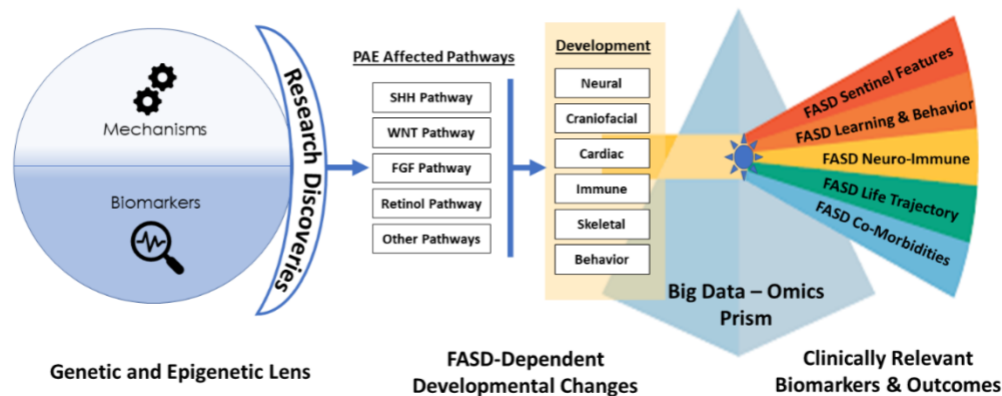 Mechanisms
Biomarkers
Research Discoveries
Genetic and Epigenetic Lens
PAE Affected Pathways
SHH Pathway
WNT Pathway
FGF Pathway
Retinol Pathway
Other Pathways
Development
Neural
Craniofacial
Cardiac
Immune
Skeletal
Behavior
FASD-Dependent
Developmental Changes
Big Data – Omics
Prism
FASD Sentinel Features
FASD Learning & Behavior
FASD Neuro-Immune
FASD Life Trajectory
FASD Co-Morbidities
Clinically Relevant
Biomarkers & Outcomes